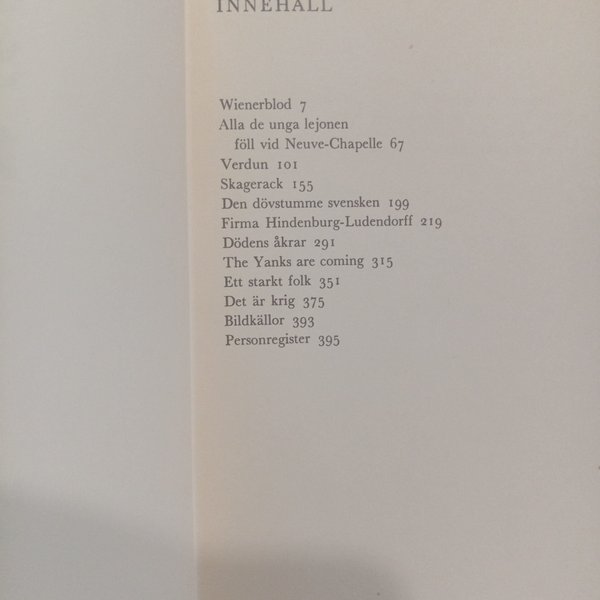 INNEHÅLL
Wienerblod 7
Alla de unga lejonen
föll vid Neuve-Chapelle 67
Verdun 101
Skagerack 155
Den dövstumme svensken 199
Firma Hindenburg-Ludendorff 219
Dödens åkrar 291
The Yanks are coming 315
Ett starkt folk 351
Det är krig 375
Bildkällor 393
Personregister 395